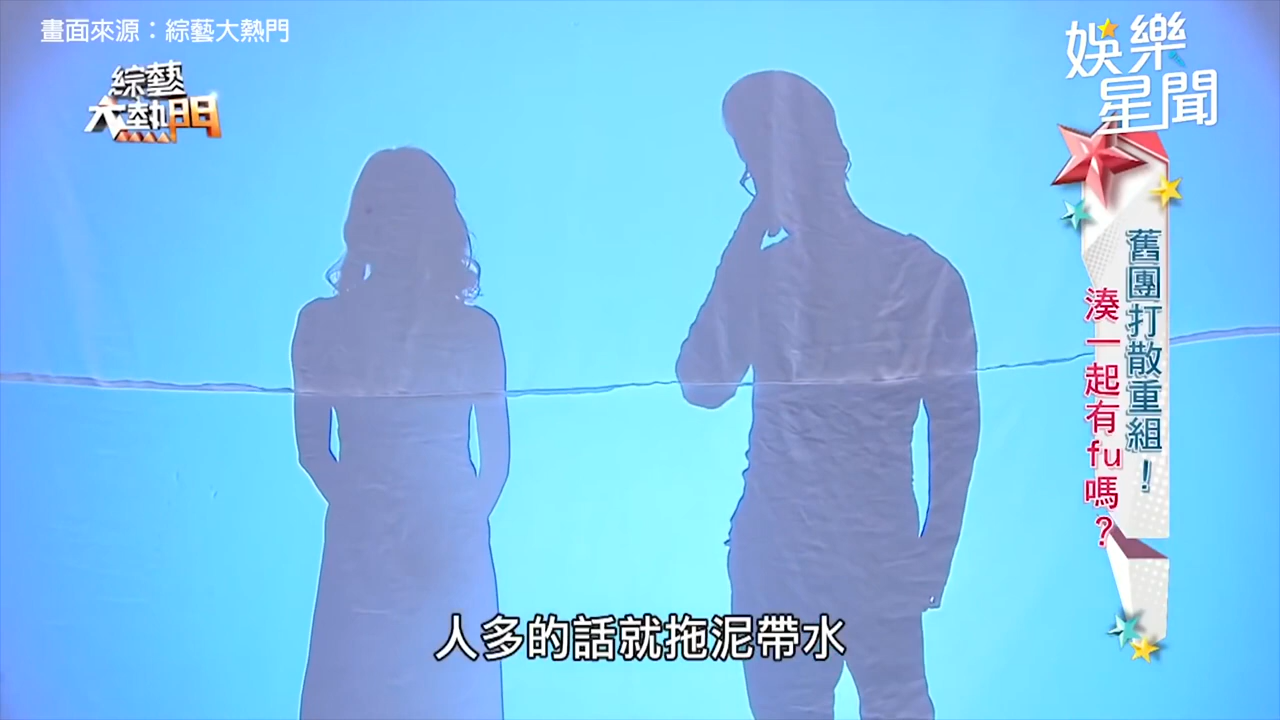 畫面來源：綜藝大熱門
綜藝
大熱門
娛樂
星聞
舊團打散重組！
湊一起有fu嗎？
人多的話就拖泥帶水